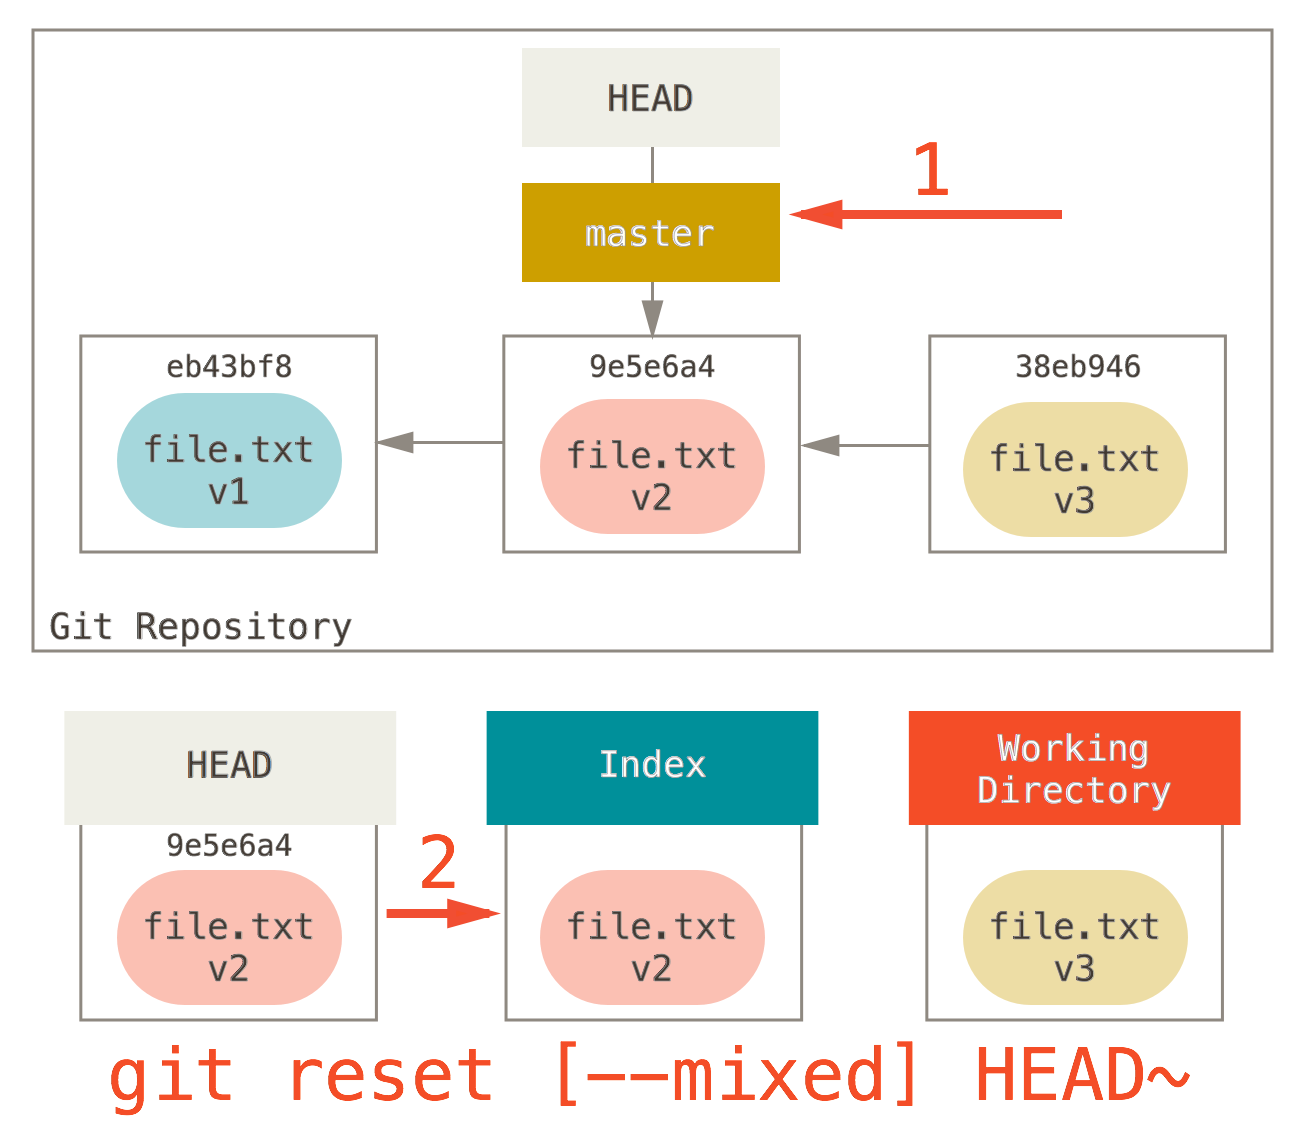 HEAD
1
master
eb43bf8
file.txt
v1
9e5e6a4
file.txt
v2
38eb946
file.txt
v3
Git Repository
HEAD
9e5e6a4
file.txt
v2
2
Index
file.txt
v2
Working
Directory
file.txt
v3
git reset [--mixed] HEAD~